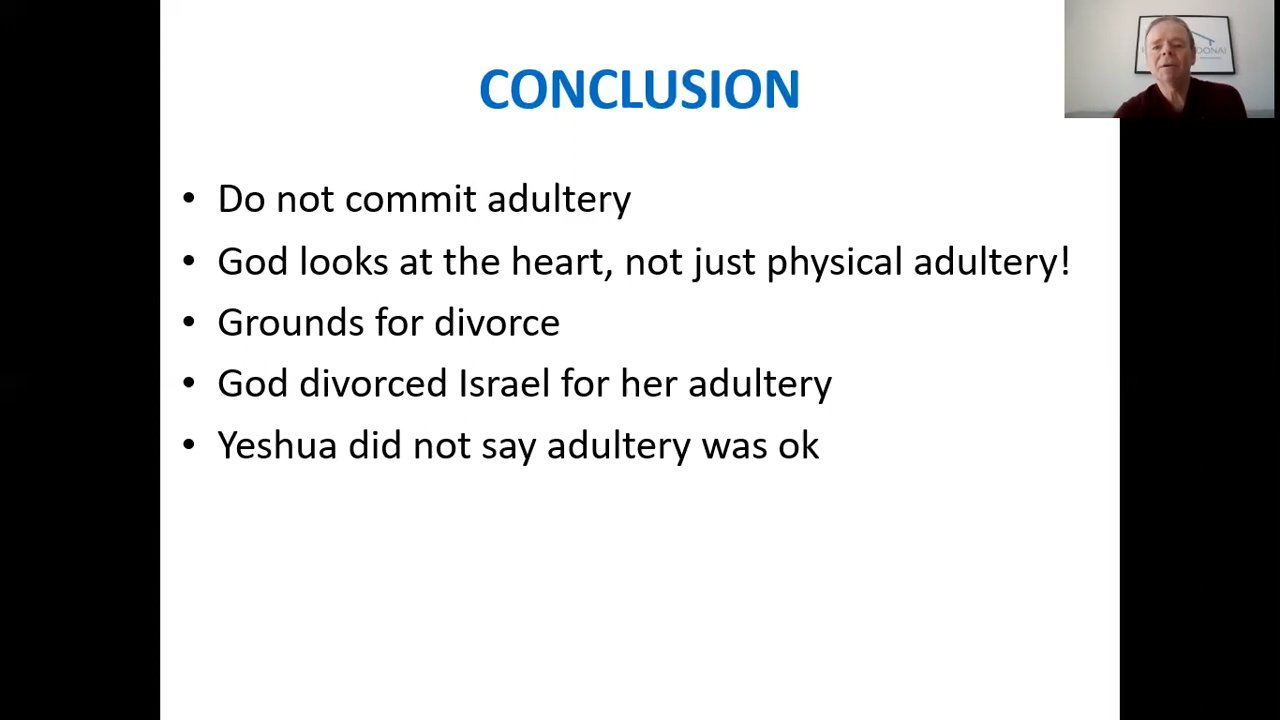 CONCLUSION
• Do not commit adultery
• God looks at the heart, not just physical adultery!
• Grounds for divorce
• God divorced Israel for her adultery
• Yeshua did not say adultery was ok